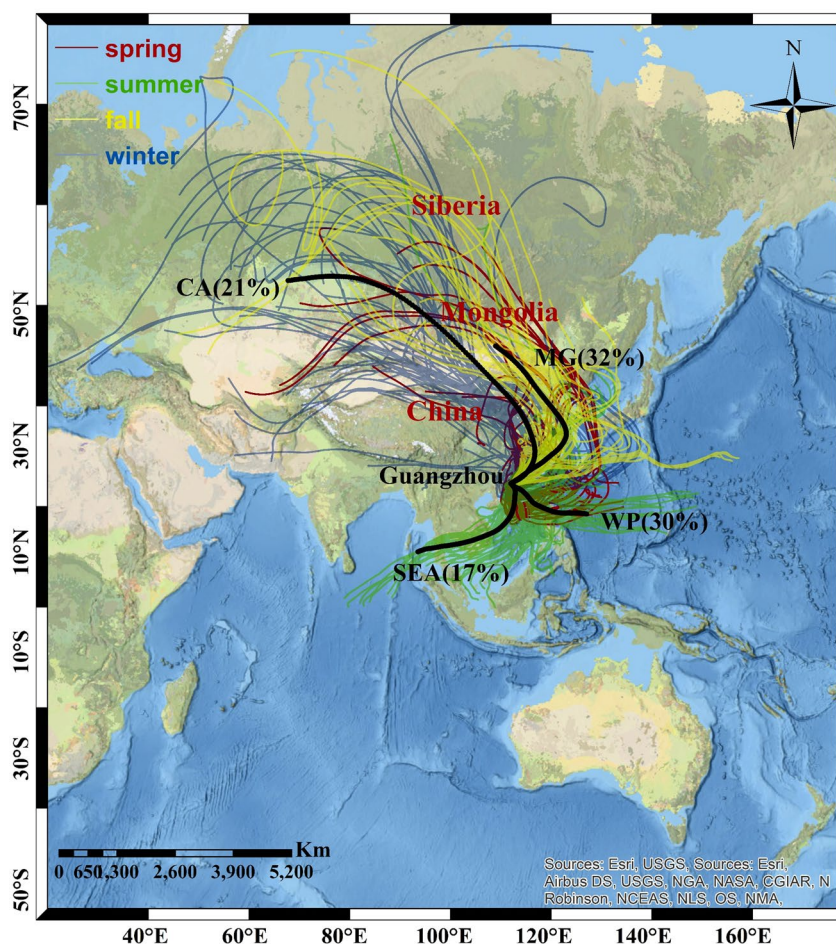 spring
summer
fall
winter
N
Siberia
CA(21%)
Mongolia
MG(32%)
China
Guangzhou
WP(30%)
SEA(17%)
70°N
50°N
30°N
10°N
10°S
30°S
50°S
Km
0 650 1,300 2,600 3,900 5,200
Sources: Esri, USGS, Sources: Esri,
Airbus DS, USGS, NGA, NASA, CGIAR, N
Robinson, NCEAS, NLS, OS, NMA,
40°E 60°E 80°E 100°E 120°E 140°E 160°E